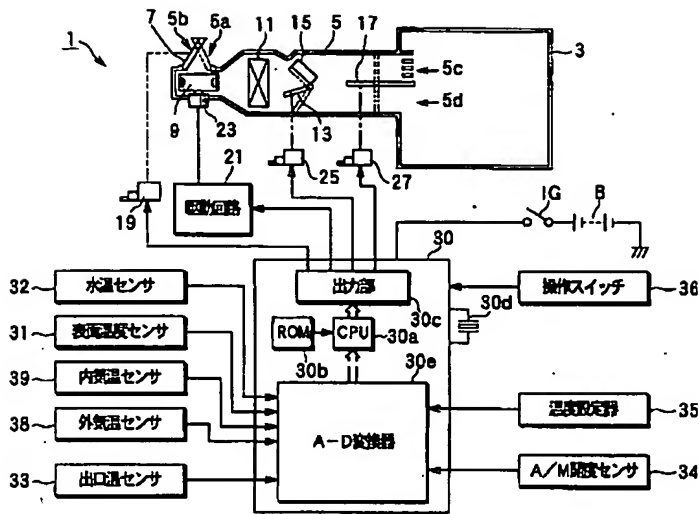 1
7
5b
5a
11
15
5
17
3
5c
5d
9
23
13
21
25
27
19
駆動回路
IG
B
30
32
水温センサ
出力部
30c
操作スイッチ
36
30d
31
表面温度センサ
ROM
CPU
30a
30b
30e
39
内気温センサ
38
外気温センサ
A-D変換器
温度設定器
35
33
出口温センサ
A/M開度センサ
34